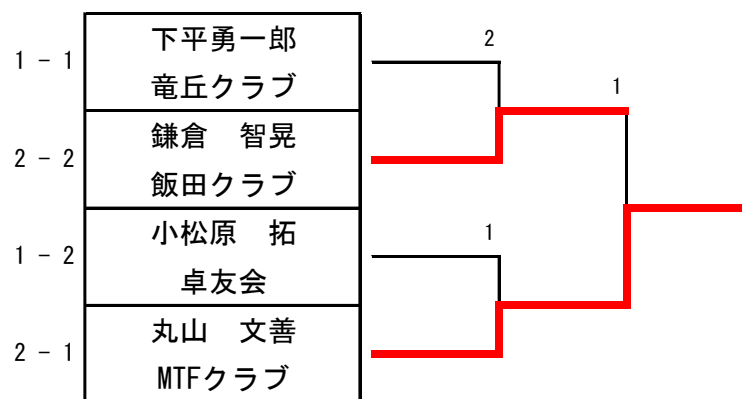 1 - 1
下平勇一郎
竜丘クラブ
2
1
2 - 2
鎌倉　智晃
飯田クラブ
1 - 2
小松原　拓
卓友会
1
2 - 1
丸山　文善
MTFクラブ